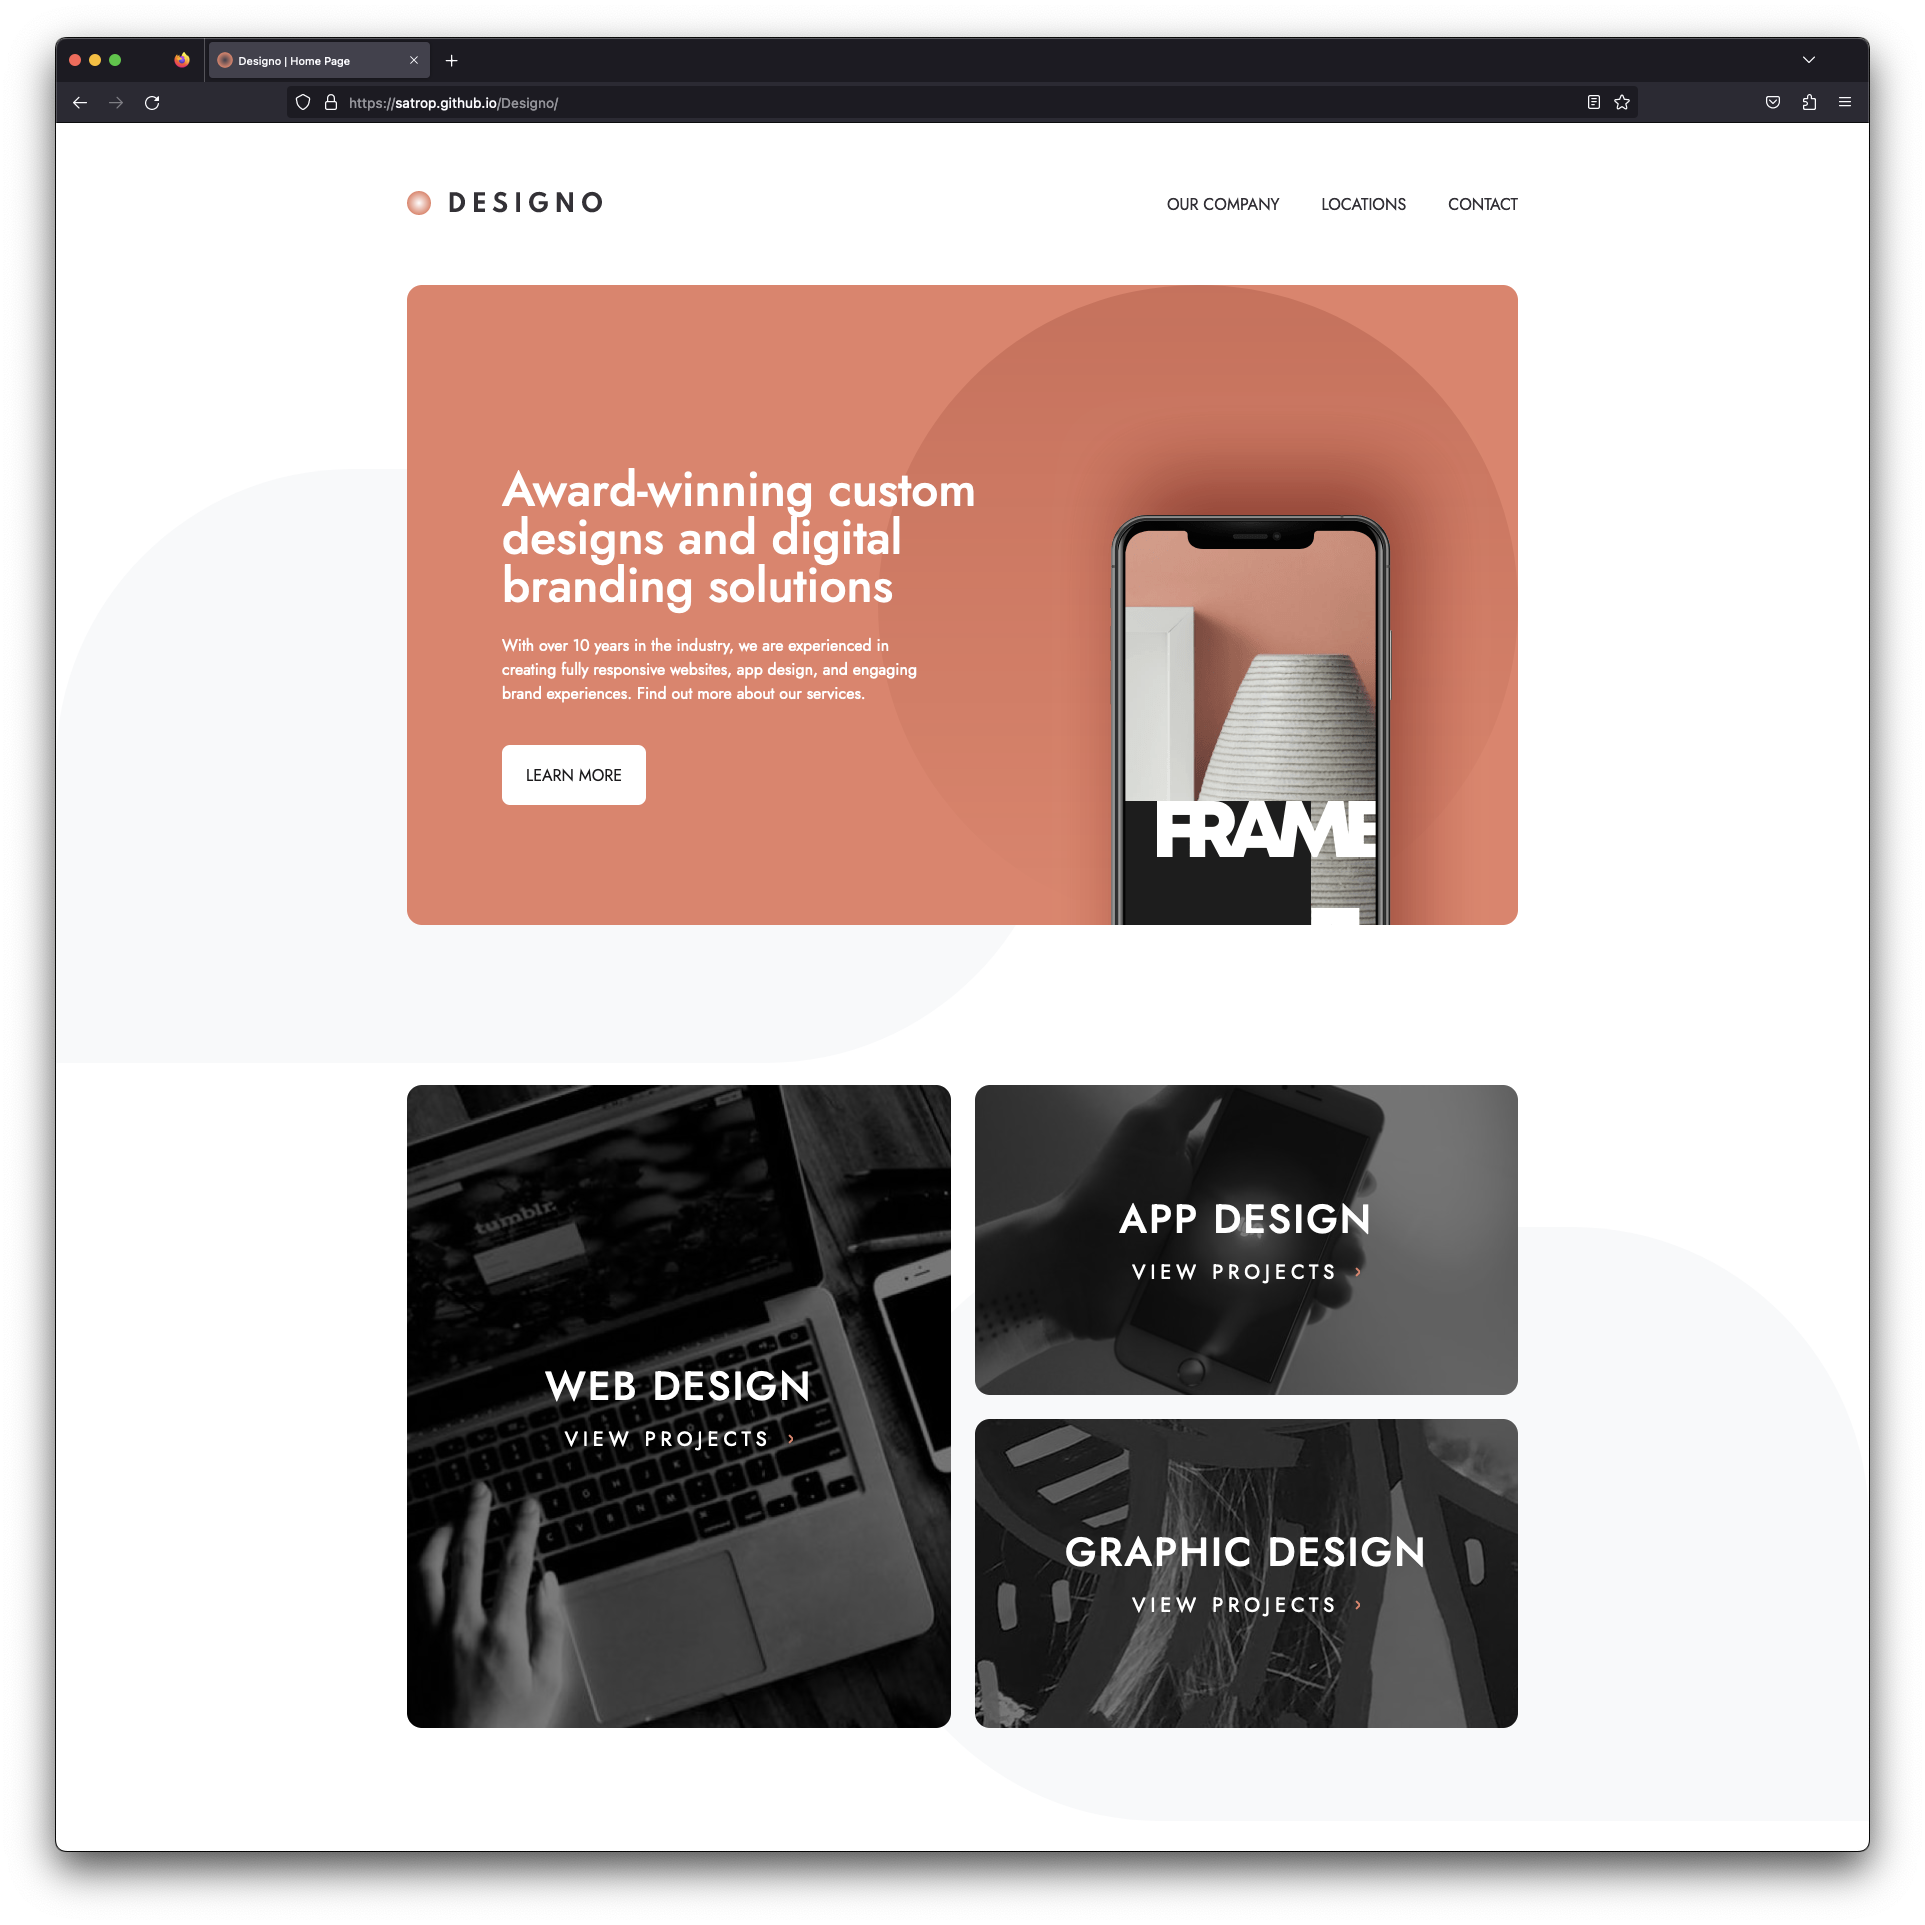 Designo | Home Page
https://satrop.github.io/Designo/
DESIGNO
OUR COMPANY
LOCATIONS
CONTACT
Award-winning custom
designs and digital
branding solutions
With over 10 years in the industry, we are experienced in
creating fully responsive websites, app design, and engaging
brand experiences. Find out more about our services.
LEARN MORE
FRAME
tumblr.
WEB DESIGN
VIEW PROJECTS
APP DESIGN
VIEW PROJECTS
GRAPHIC DESIGN
VIEW PROJECTS